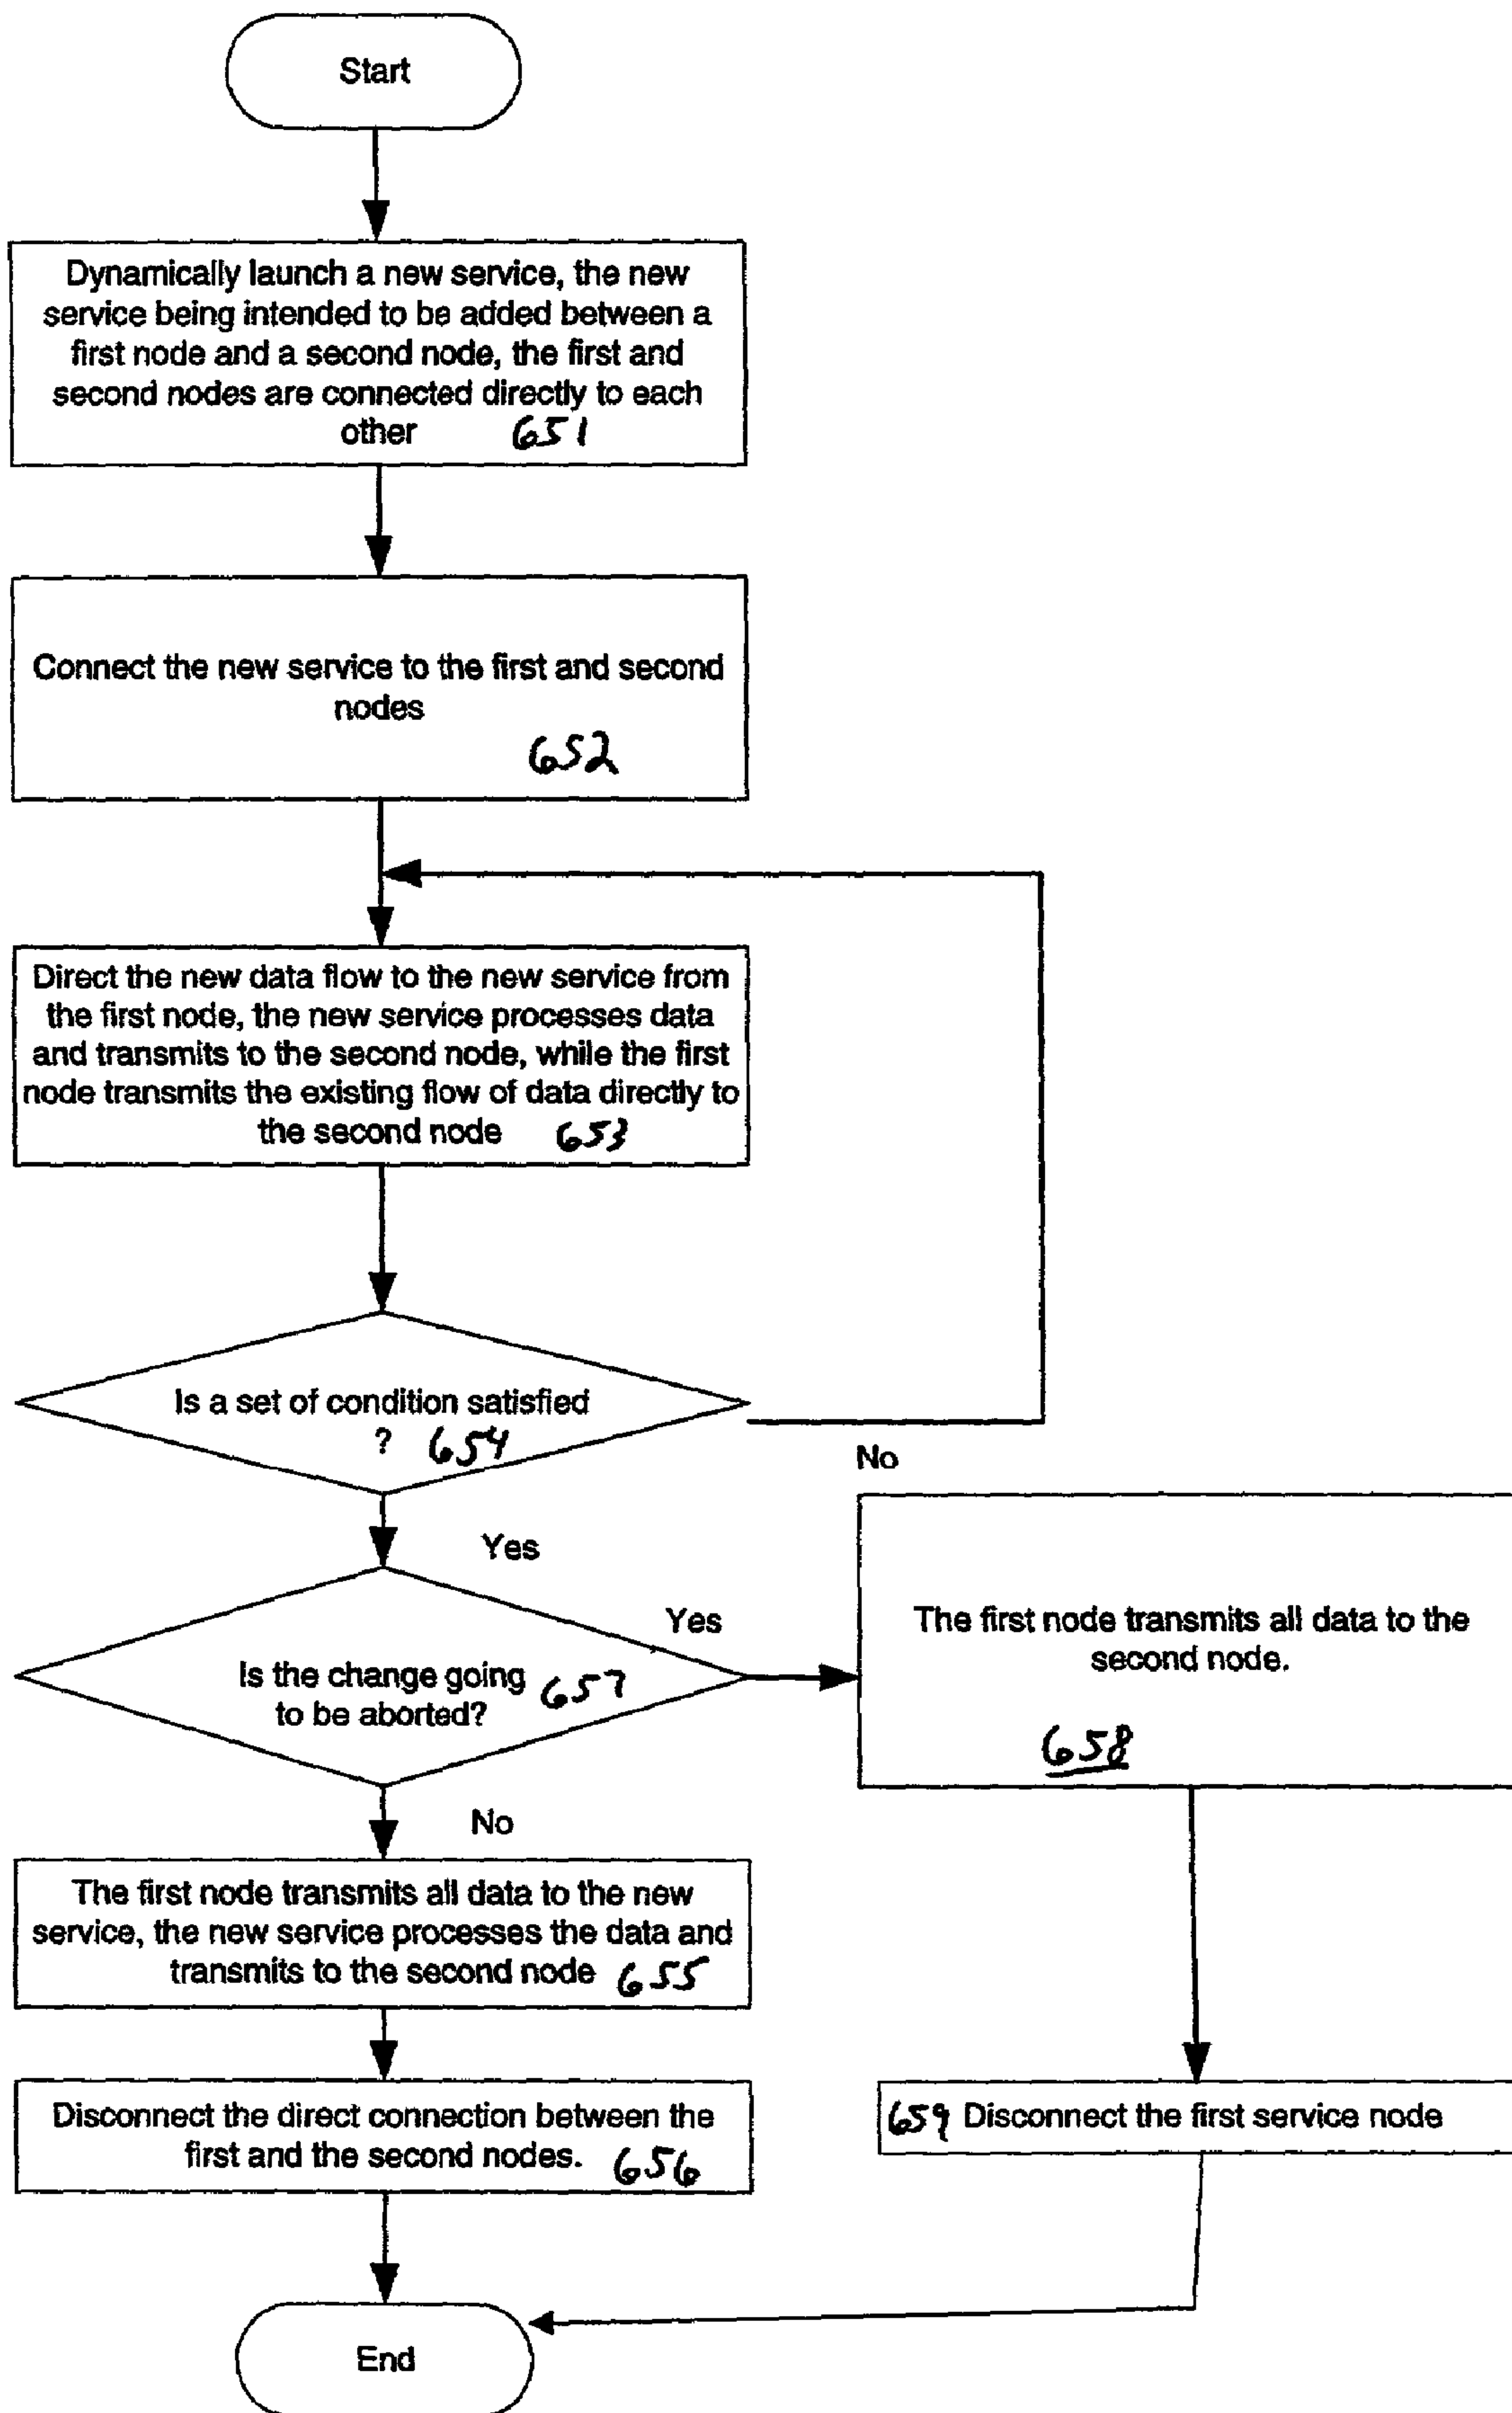 Start
Dynamically launch a new service, the new
service being intended to be added between a
first node and a second node, the first and
second nodes are connected directly to each
other 651
Connect the new service to the first and second
nodes
652
Direct the new data flow to the new service from
the first node, the new service processes data
and transmits to the second node, while the first
node transmits the existing flow of data directly to
the second node 653
Is a set of condition satisfied
? 654
No
Yes
Is the change going
to be aborted? 657
Yes
The first node transmits all data to the
second node.
658
No
The first node transmits all data to the new
service, the new service processes the data and
transmits to the second node 655
Disconnect the direct connection between the
first and the second nodes. 656
659 Disconnect the first service node
End